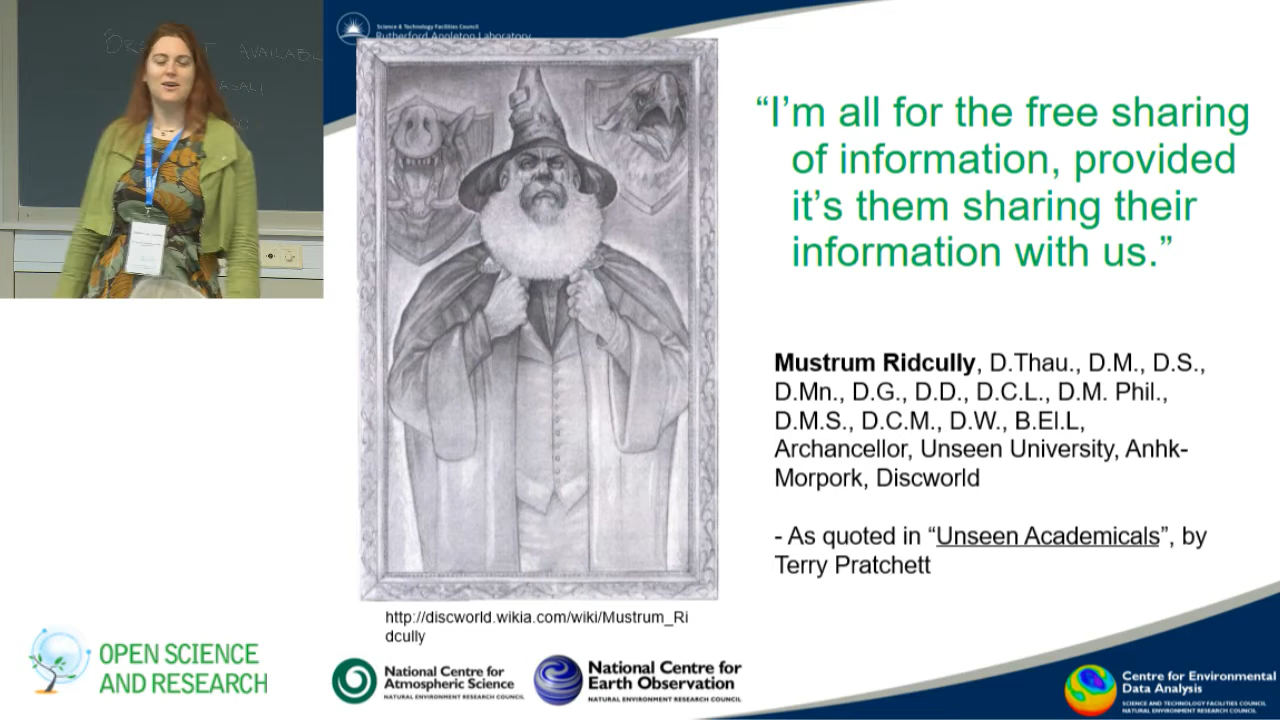 AVAILAB
Science & Technology Facilities Council
Rutherford Appleton Laboratory
“I’m all for the free sharing
of information, provided
it’s them sharing their
information with us.”
Mustrum Ridcully, D.Thau., D.M., D.S.,
D.Mn., D.G., D.D., D.C.L., D.M. Phil.,
D.M.S., D.C.M., D.W., B.El.L,
Archancellor, Unseen University, Anhk-
Morpork, Discworld
- As quoted in “Unseen Academicals”, by
Terry Pratchett
http://discworld.wikia.com/wiki/Mustrum_Ri
dcully
OPEN SCIENCE
AND RESEARCH
National Centre for
Atmospheric Science
NATURAL ENVIRONMENT RESEARCH COUNCIL
National Centre for
Earth Observation
NATURAL ENVIRONMENT RESEARCH COUNCIL
Centre for Environmental
Data Analysis
SCIENCE AND TECHNOLOGY FACILITIES COUNCIL
NATURAL ENVIRONMENT RESEARCH COUNCIL